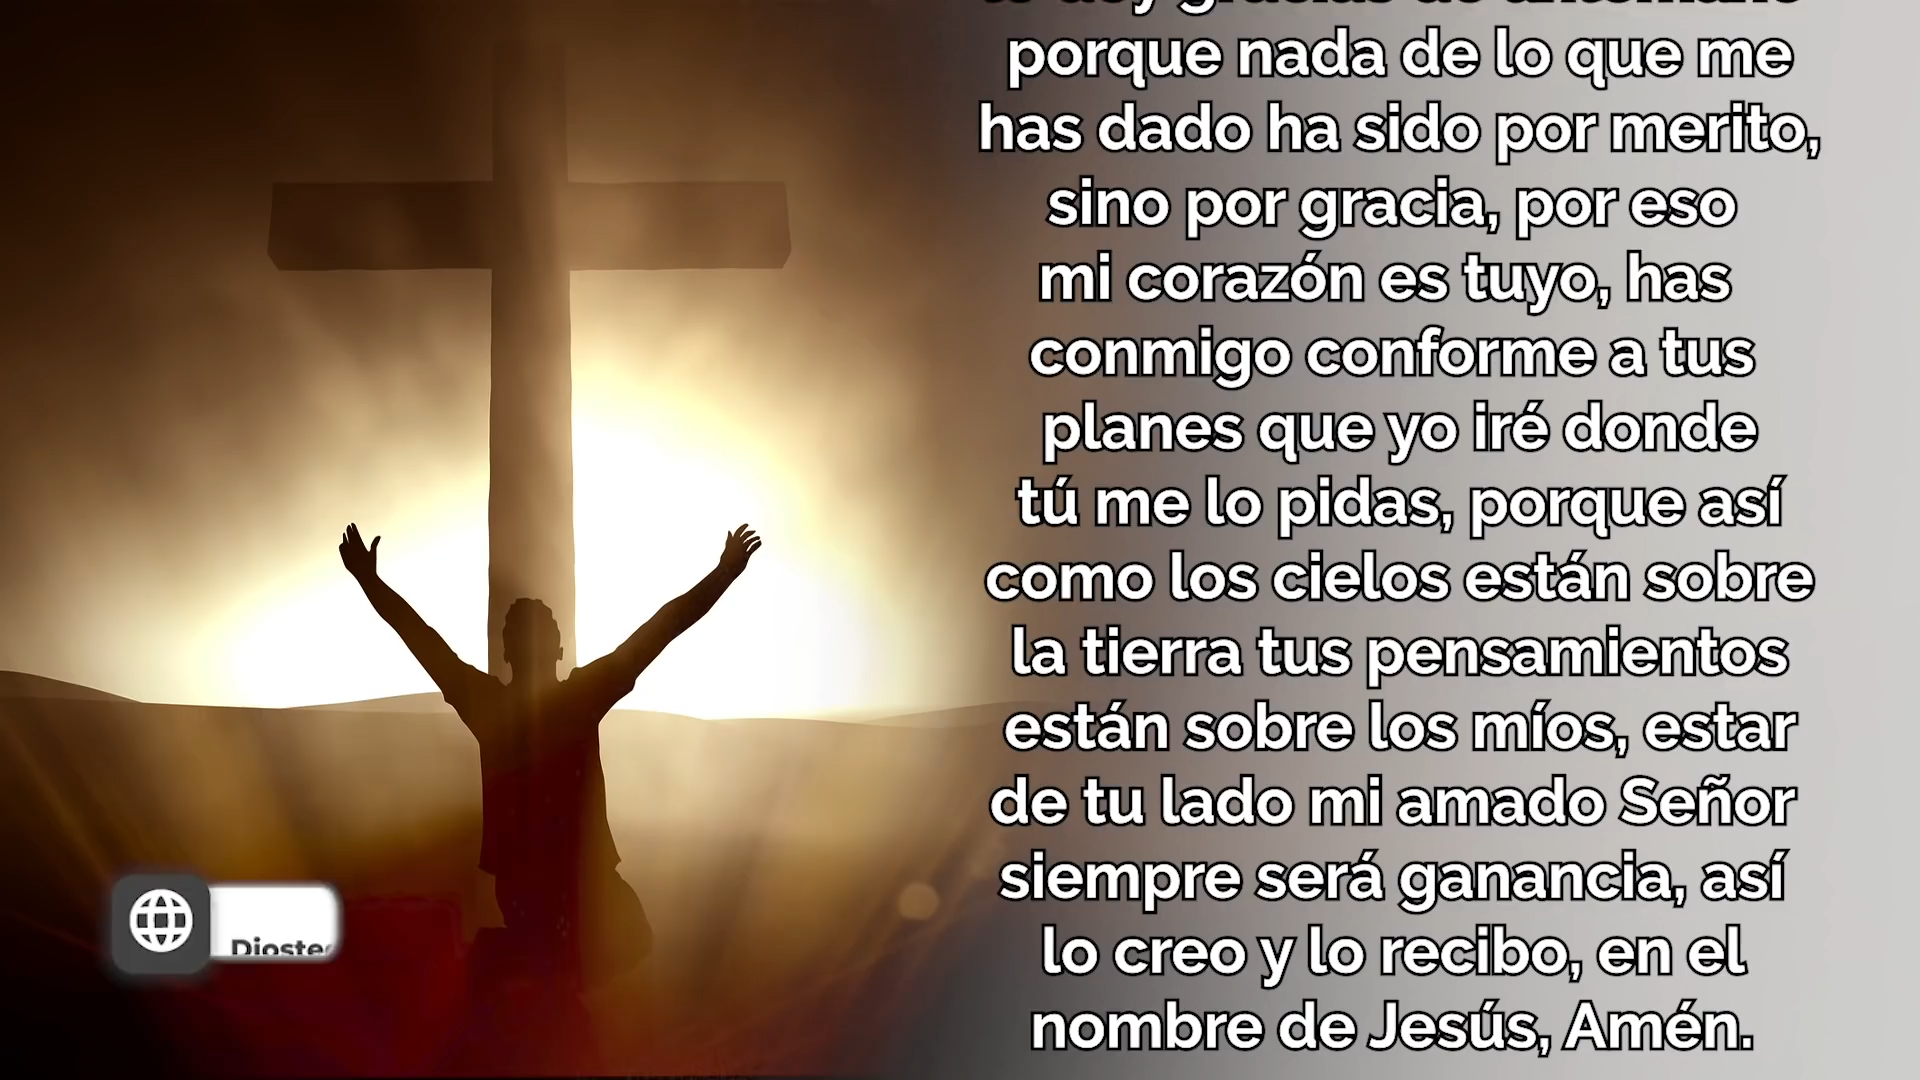 porque nada de lo que me
has dado ha sido por merito,
sino por gracia, por eso
mi corazón es tuyo, has
conmigo conforme a tus
planes que yo iré donde
tú me lo pidas, porque así
como los cielos están sobre
la tierra tus pensamientos
están sobre los míos, estar
de tu lado mi amado Señor
siempre será ganancia, así
lo creo y lo recibo, en el
nombre de Jesús, Amén.